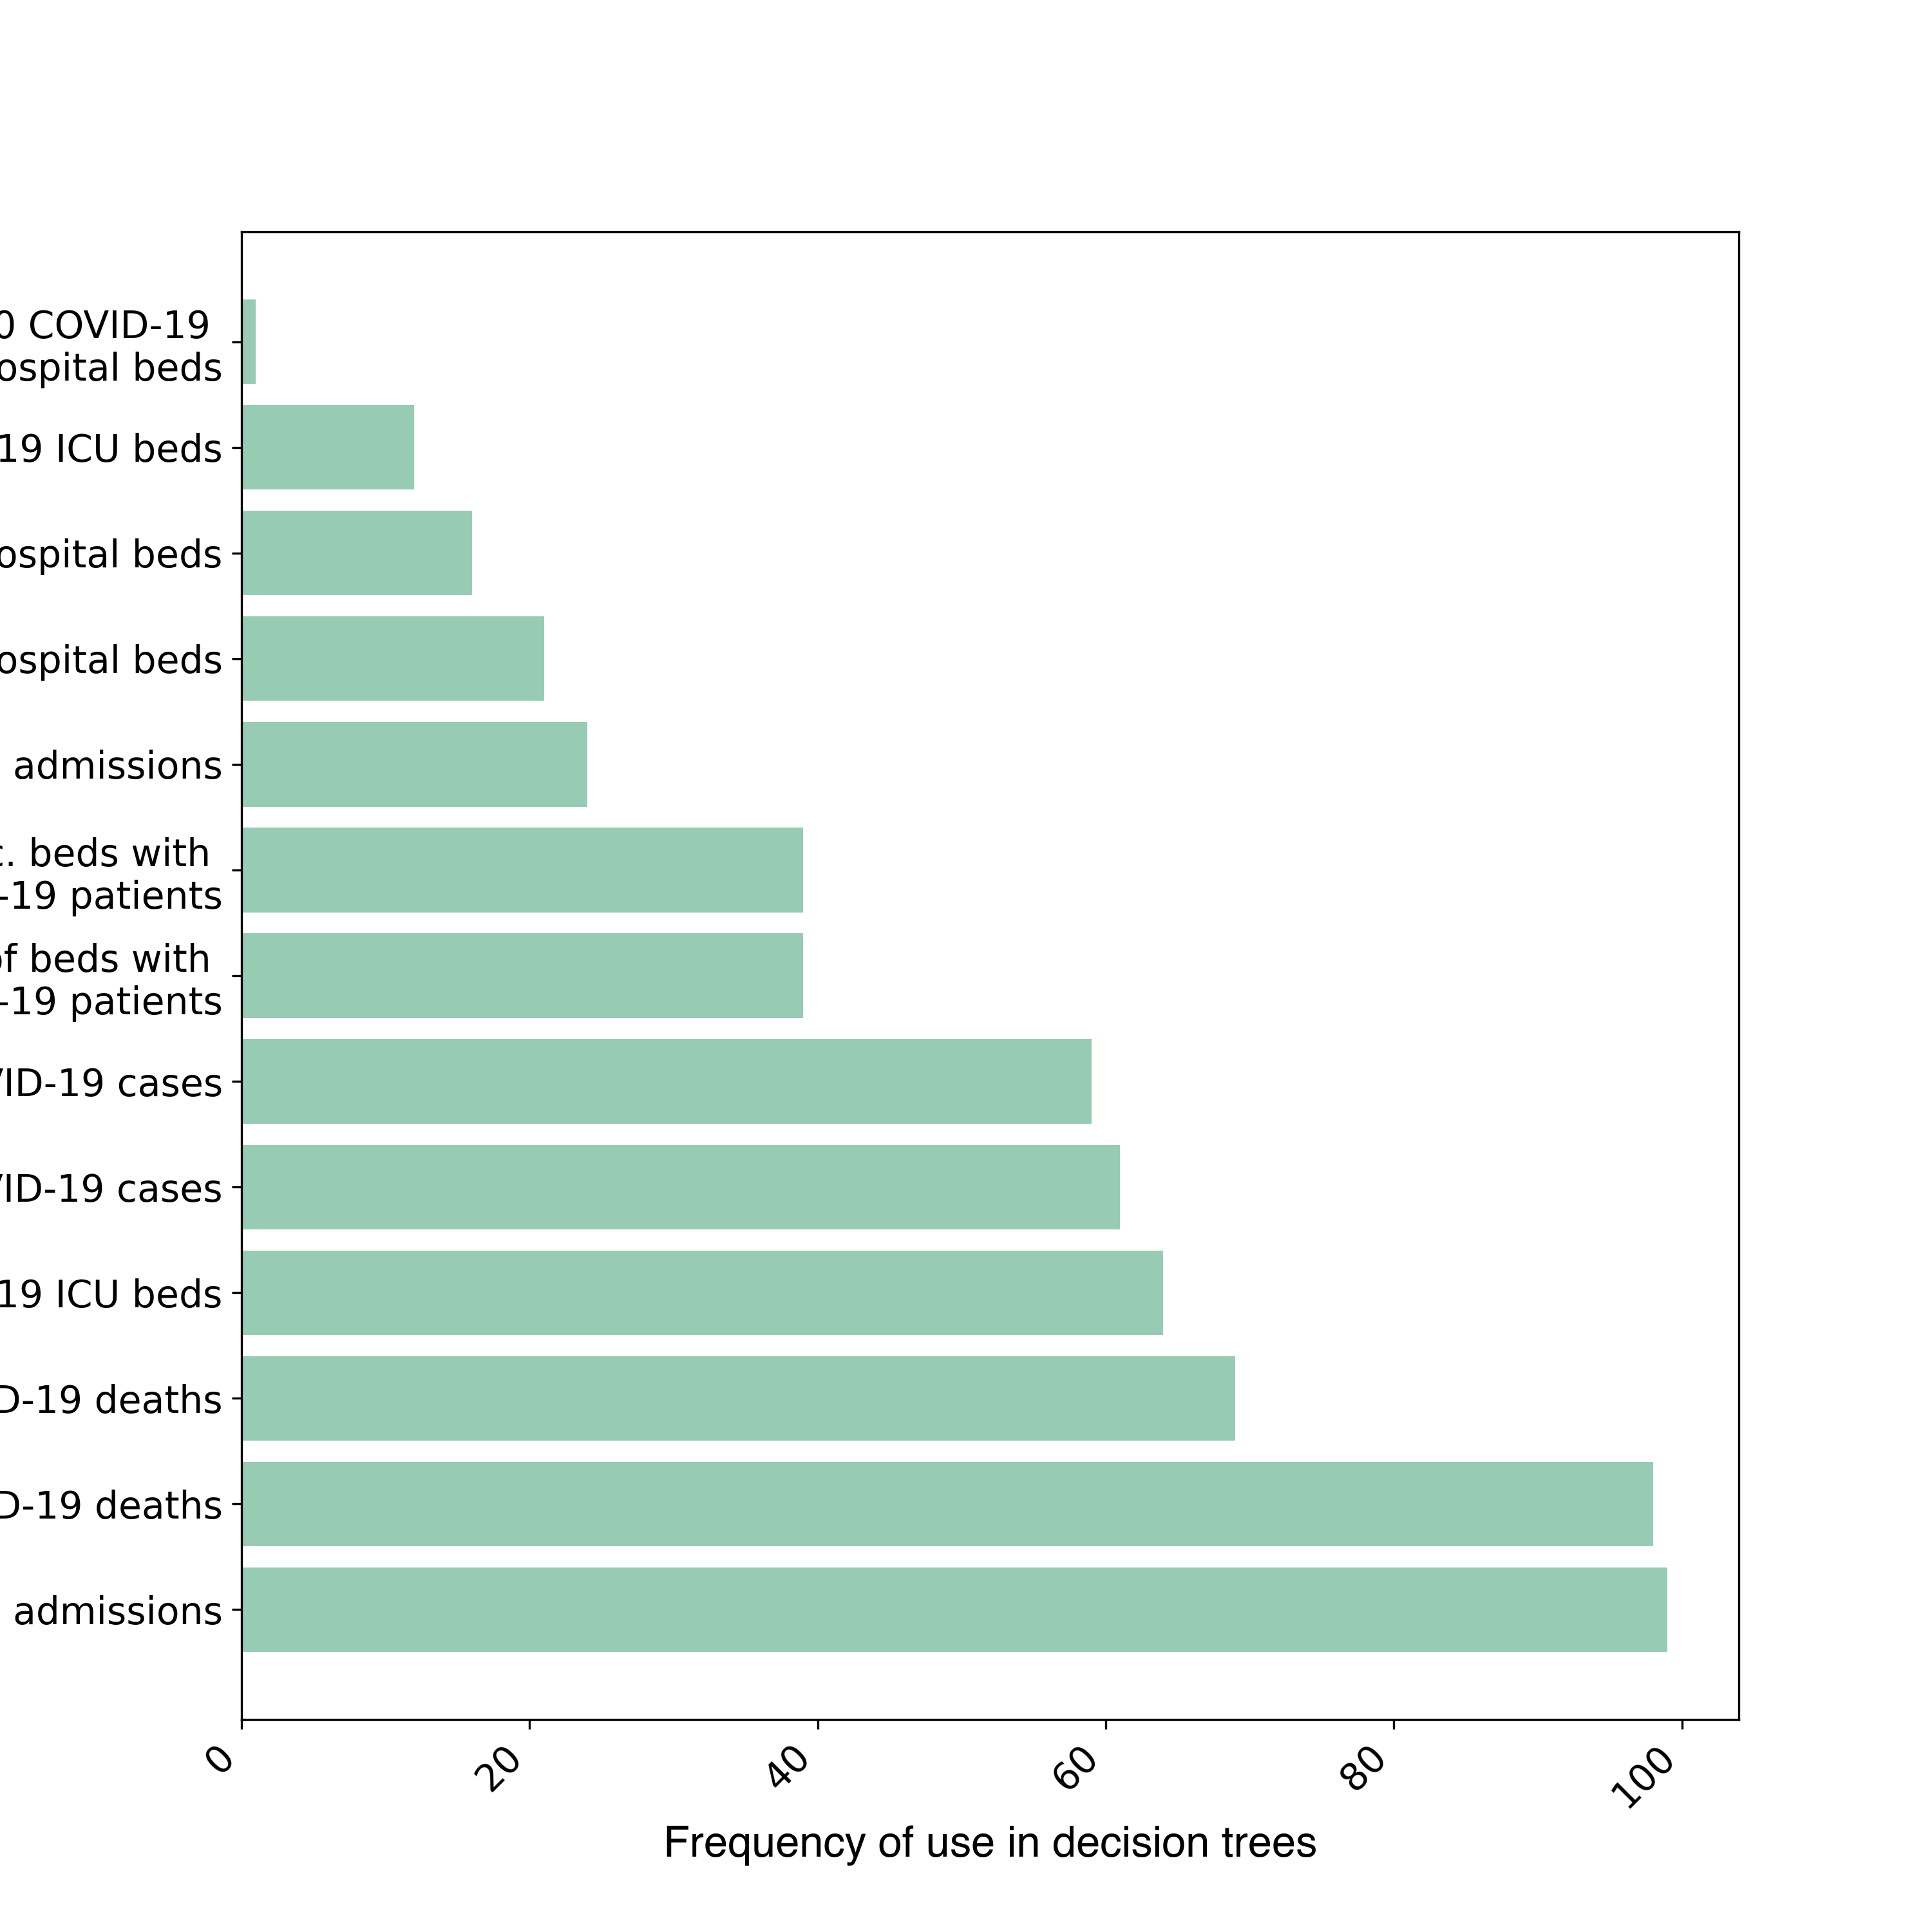 0 COVID-19
ospital beds
19 ICU beds
ospital beds
ospital beds
admissions
c. beds with
-19 patients
of beds with
-19 patients
VID-19 cases
VID-19 cases
19 ICU beds
D-19 deaths
D-19 deaths
admissions
0 20 40 60 80 100
Frequency of use in decision trees